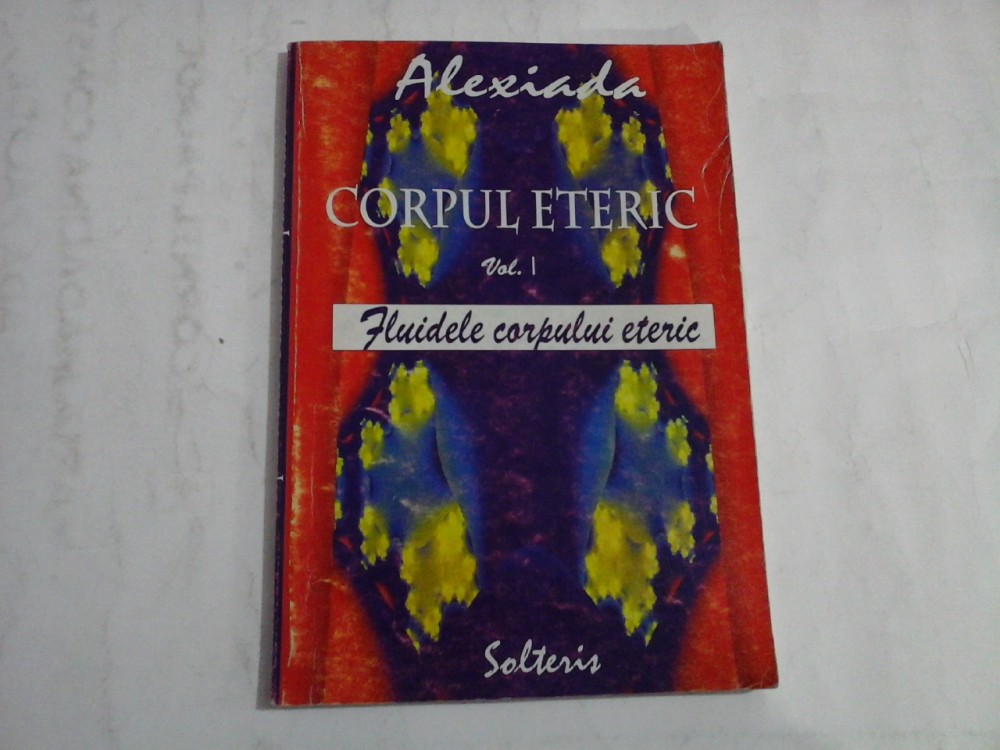 Alexiada
CORPUL ETERIC
Vol. I
Fluidele corpului eteric
Solteris